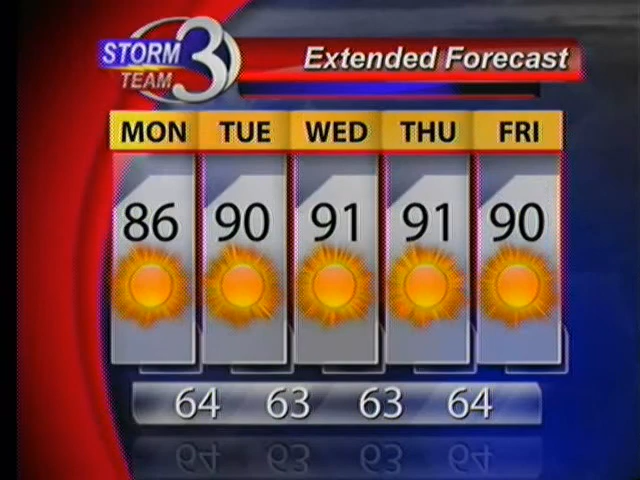 STORM
TEAM
3
Extended Forecast
MON TUE WED THU FRI
86 90 91 91 90
64 63 63 64